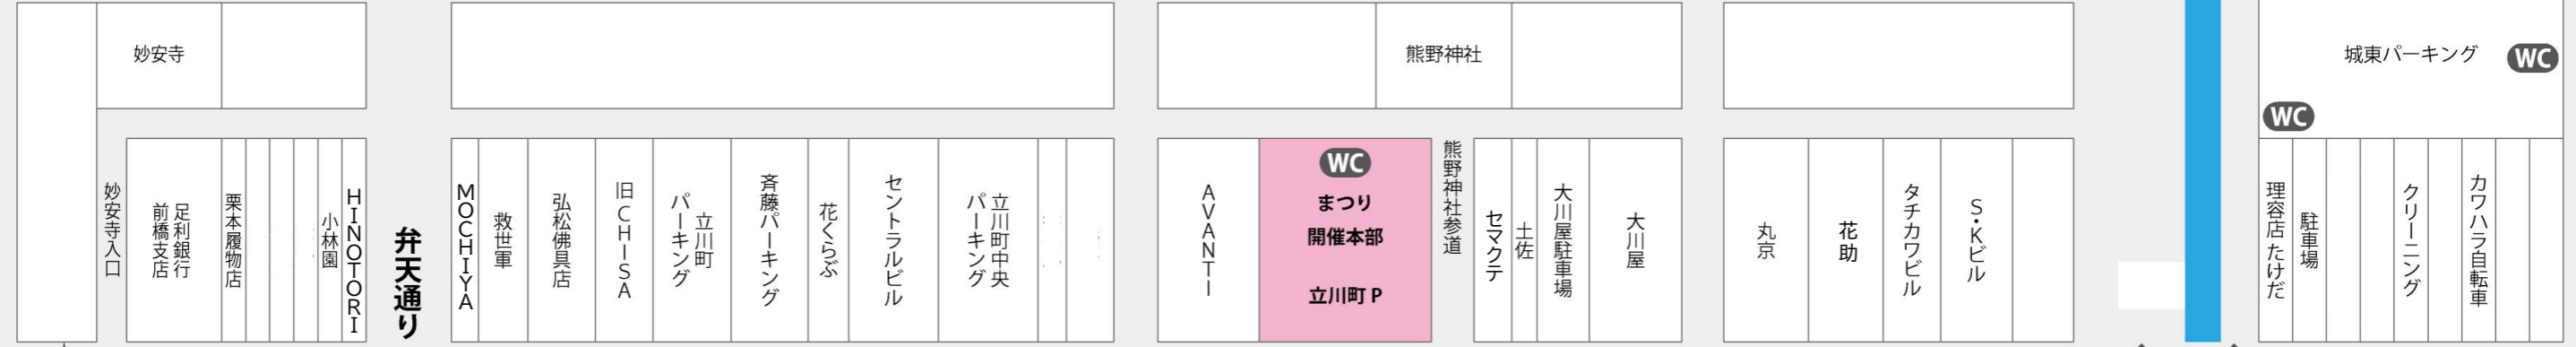 妙安寺
熊野神社
城東パーキング
WC
WC
妙安寺入口
足利銀行
前橋支店
栗本履物店
小林園
HINOTORI
弁天通り
MOCHIYA
救世軍
弘松佛具店
旧CHISA
立川町
パーキング
斉藤パーキング
花くらぶ
セントラルビル
立川町中央
パーキング
AVANTI
WC
まつり
開催本部
立川町 P
熊野神社参道
セマクテ
土佐
大川屋駐車場
大川屋
丸京
花助
タチカワビル
S・Kビル
理容店 たけだ
駐車場
クリーニング
カワハラ自転車